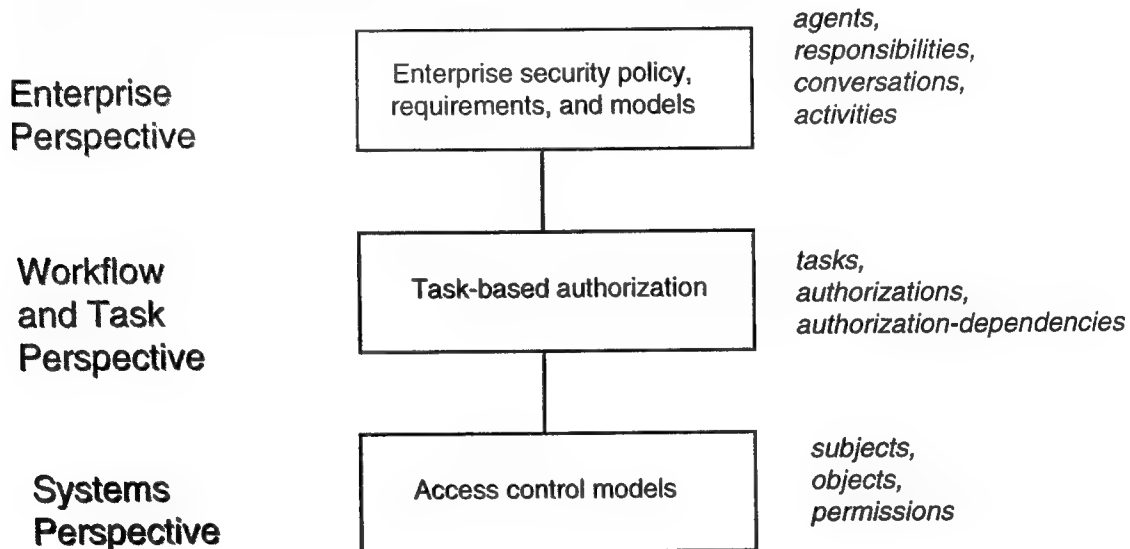 Enterprise
Perspective
Enterprise security policy,
requirements, and models
agents,
responsibilities,
conversations,
activities
Workflow
and Task
Perspective
Task-based authorization
tasks,
authorizations,
authorization-dependencies
Systems
Perspective
Access control models
subjects,
objects,
permissions